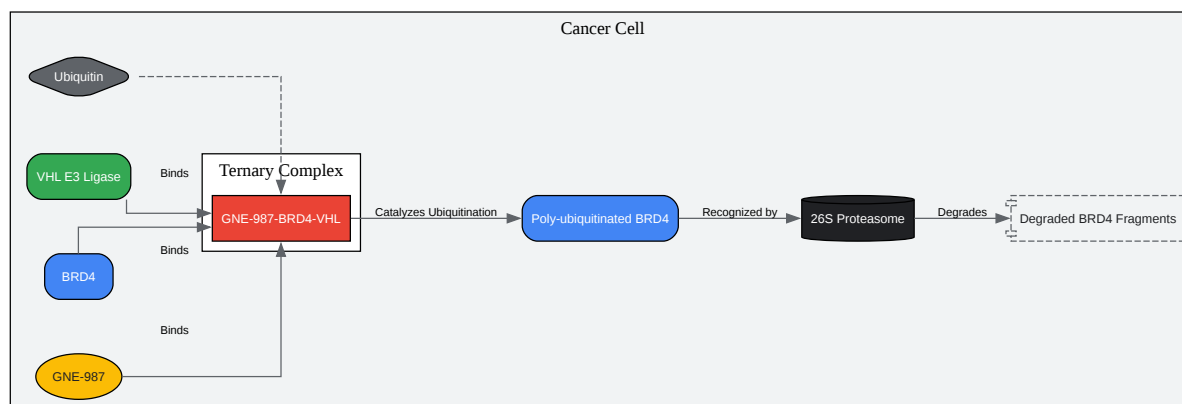 Cancer Cell
Ubiquitin
VHL E3 Ligase
Binds
Ternary Complex
GNE-987-BRD4-VHL
Catalyzes Ubiquitination
Poly-ubiquitinated BRD4
Recognized by
26S Proteasome
Degrades
Degraded BRD4 Fragments
Binds
BRD4
Binds
GNE-987